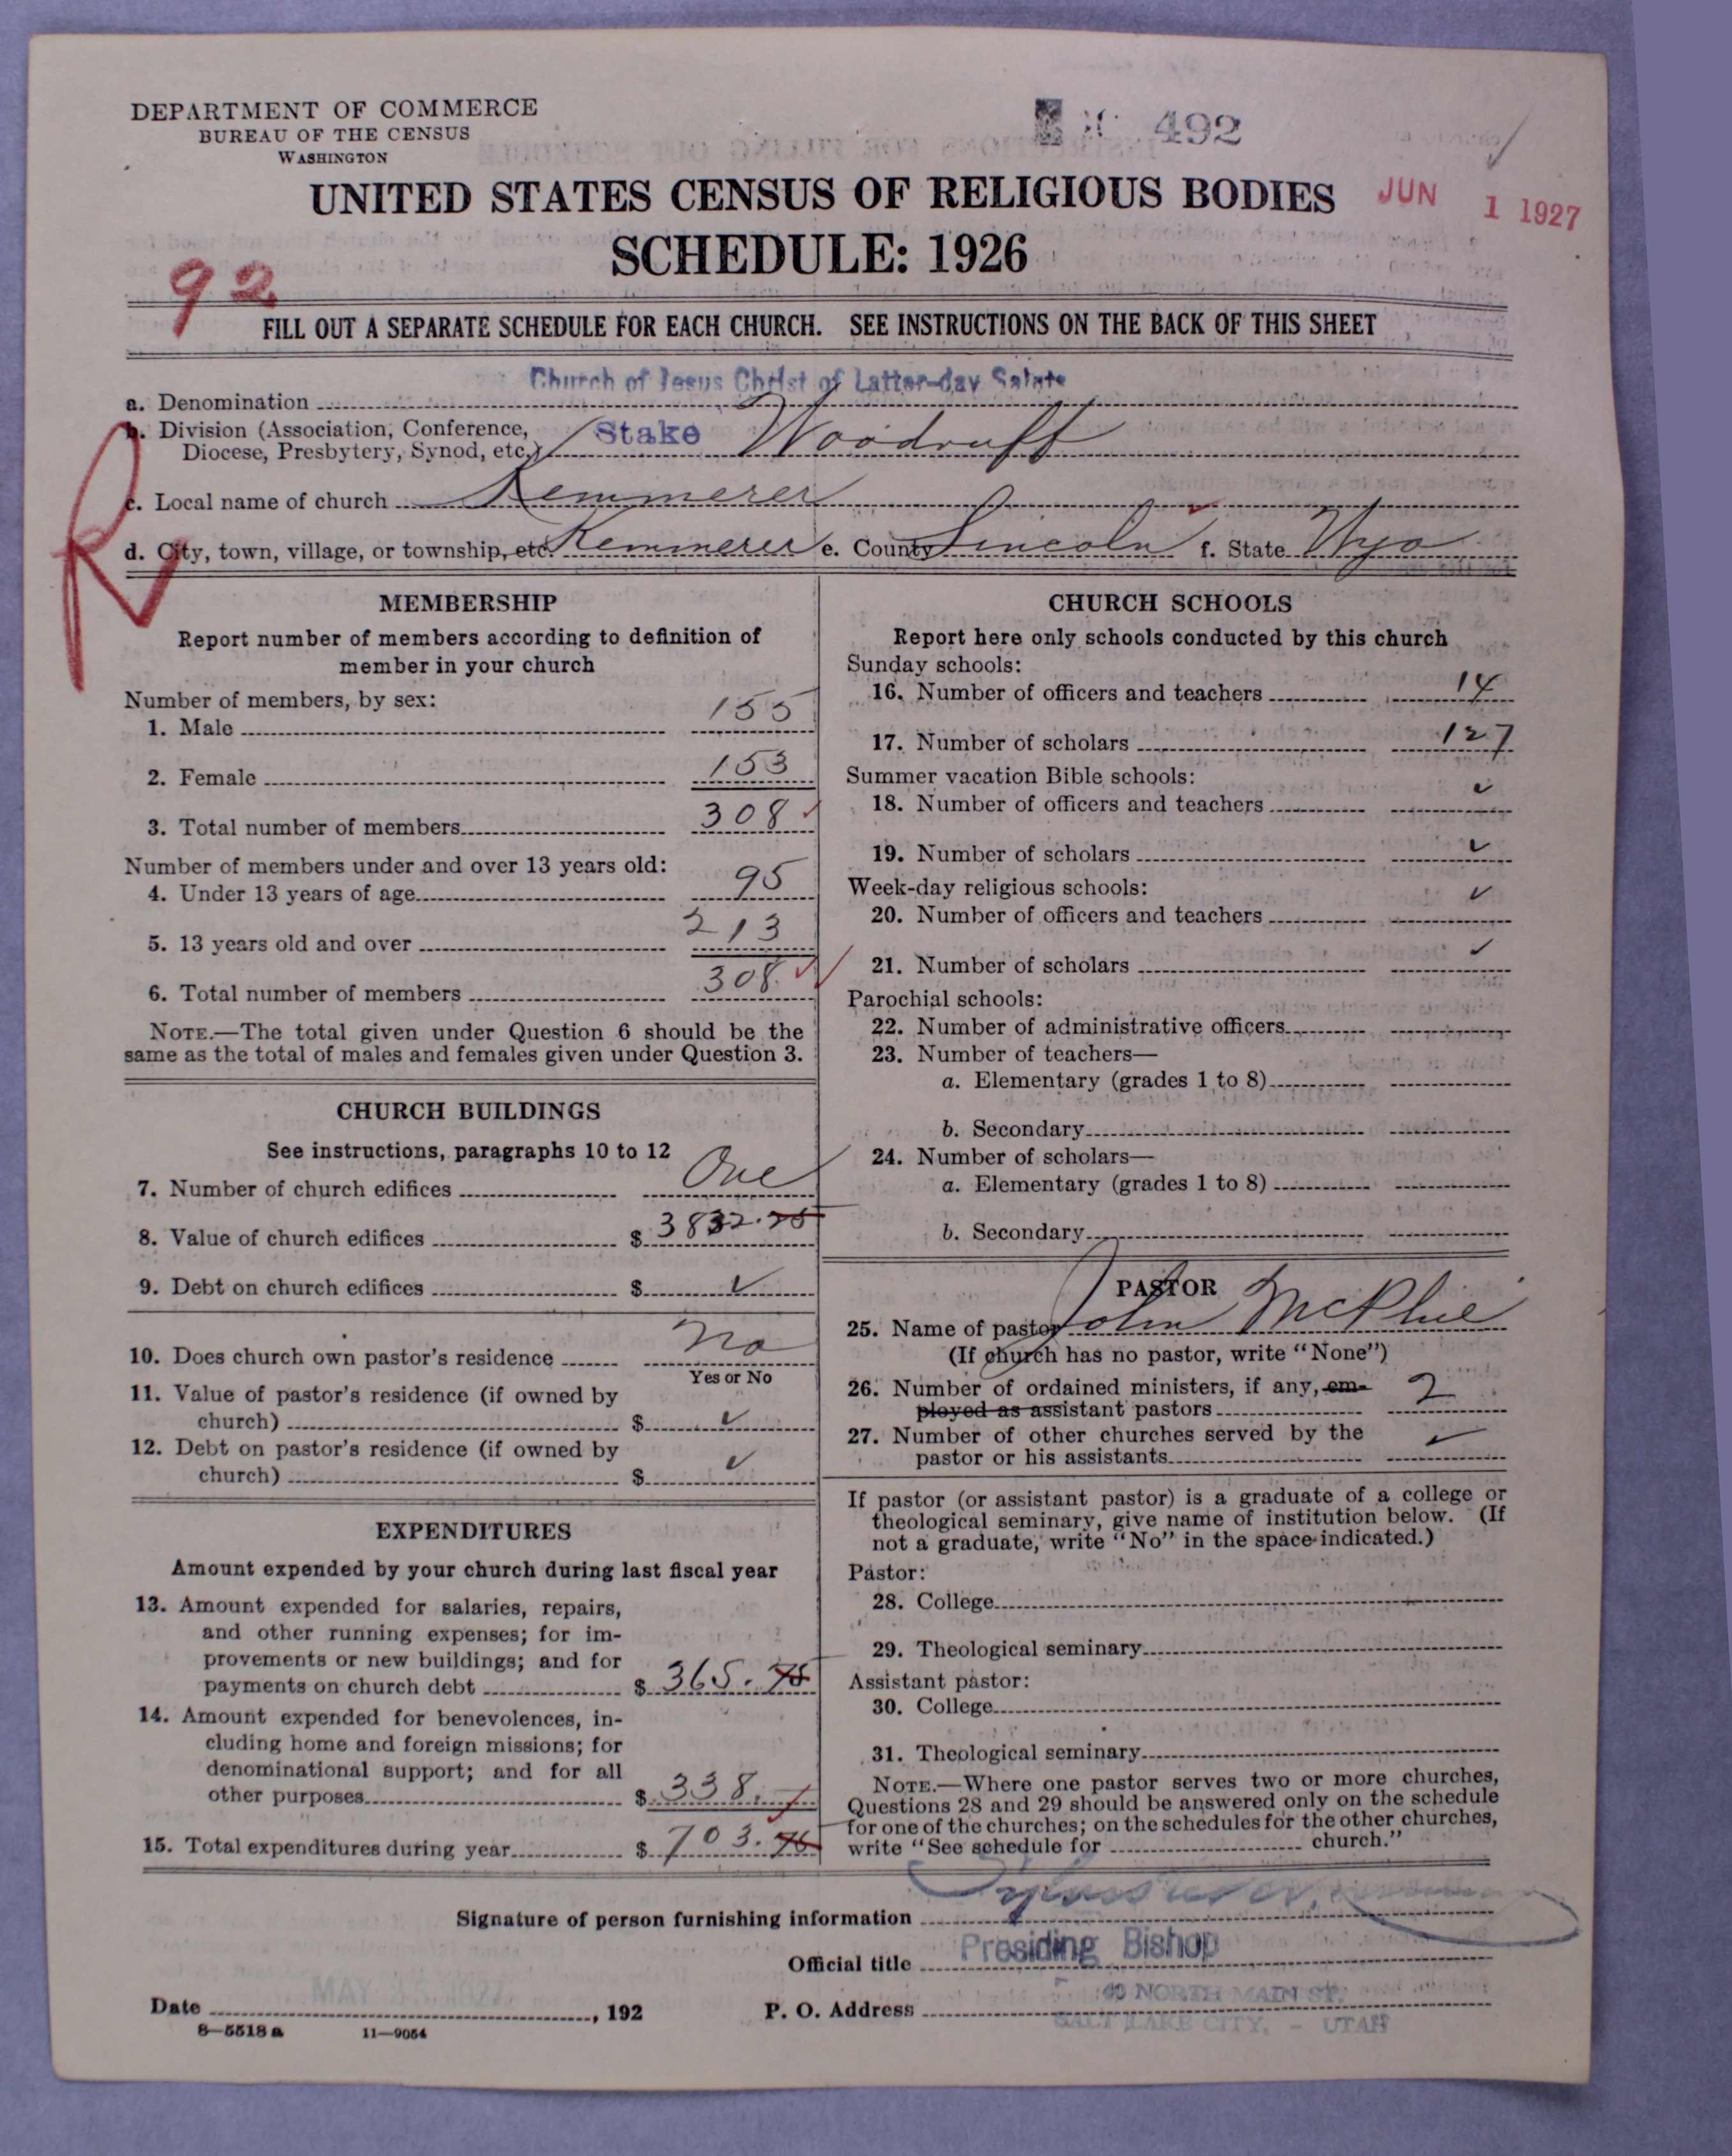 DEPARTMENT OF COMMERCE
BUREAU OF THE CENSUS
WASHINGTON
492
UNITED STATES CENSUS OF RELIGIOUS BODIES
JUN 1 1927
SCHEDULE: 1926
92
FILL OUT A SEPARATE SCHEDULE FOR EACH CHURCH. SEE INSTRUCTIONS ON THE BACK OF THIS SHEET
a. Denomination Church of Jesus Christ of Latter-day Saints
b. Division (Association, Conference,
Diocese, Presbytery, Synod, etc.) Stake Woodruff
R
c. Local name of church Kemmerer
d. City, town, village, or township, etc. Kemmerer e. County Lincoln f. State Wyo
MEMBERSHIP
Report number of members according to definition of
member in your church
Number of members, by sex:
1. Male 155
2. Female 153
3. Total number of members 308
Number of members under and over 13 years old:
4. Under 13 years of age 95
5. 13 years old and over 213
6. Total number of members 308
NOTE.—The total given under Question 6 should be the
same as the total of males and females given under Question 3.
CHURCH BUILDINGS
See instructions, paragraphs 10 to 12
7. Number of church edifices One
8. Value of church edifices $ 3832.75
9. Debt on church edifices $ ✓
10. Does church own pastor's residence No
Yes or No
11. Value of pastor's residence (if owned by
church) $ ✓
12. Debt on pastor's residence (if owned by
church) $ ✓
EXPENDITURES
Amount expended by your church during last fiscal year
13. Amount expended for salaries, repairs,
and other running expenses; for im-
provements or new buildings; and for
payments on church debt $ 365.75
14. Amount expended for benevolences, in-
cluding home and foreign missions; for
denominational support; and for all
other purposes $ 338.
15. Total expenditures during year $ 703.75
CHURCH SCHOOLS
Report here only schools conducted by this church
Sunday schools:
16. Number of officers and teachers 14
17. Number of scholars 127
Summer vacation Bible schools:
18. Number of officers and teachers ✓
19. Number of scholars ✓
Week-day religious schools:
20. Number of officers and teachers ✓
21. Number of scholars ✓
Parochial schools:
22. Number of administrative officers
23. Number of teachers—
a. Elementary (grades 1 to 8)
b. Secondary
24. Number of scholars—
a. Elementary (grades 1 to 8)
b. Secondary
PASTOR
25. Name of pastor John McPhie
(If church has no pastor, write "None")
26. Number of ordained ministers, if any, em-
ployed as assistant pastors 2
27. Number of other churches served by the
pastor or his assistants ✓
If pastor (or assistant pastor) is a graduate of a college or
theological seminary, give name of institution below. (If
not a graduate, write "No" in the space indicated.)
Pastor:
28. College
29. Theological seminary
Assistant pastor:
30. College
31. Theological seminary
NOTE.—Where one pastor serves two or more churches,
Questions 28 and 29 should be answered only on the schedule
for one of the churches; on the schedules for the other churches,
write "See schedule for church."
Signature of person furnishing information
Official title Presiding Bishop
Date MAY 1927, 192
P. O. Address 40 NORTH MAIN ST.
SALT LAKE CITY, - UTAH
8—5518 a 11—9054